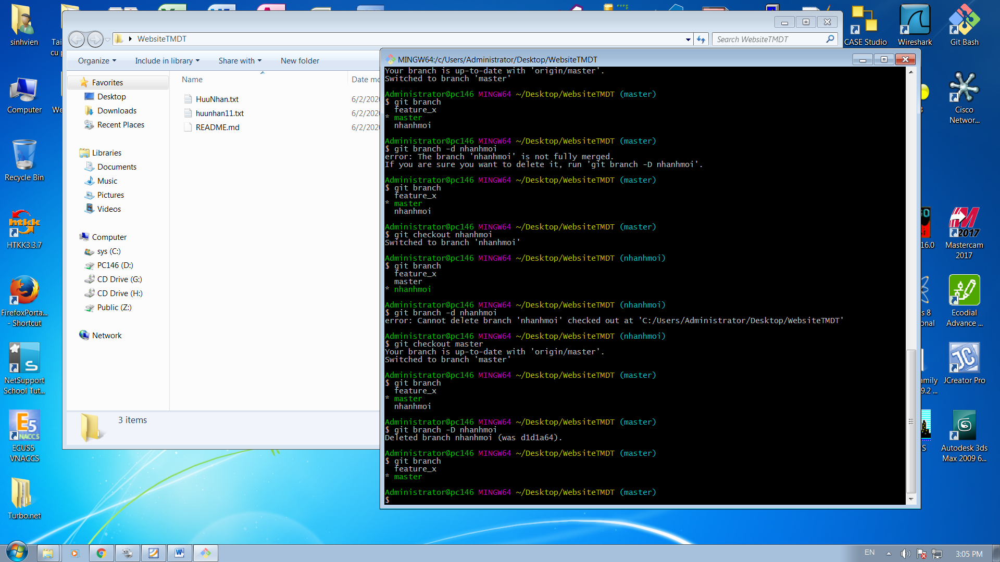 sinhvien
Tai
cu p
Computer
We
Recycle Bin
HTKK3.3.7
FirefoxPorta...
- Shortcut
NetSupport
School Tut...
ECUS5
VNACCS
Turbo.net
WebsiteTMDT
Search WebsiteTMDT
Organize
Include in library
Share with
New folder
Favorites
Desktop
Downloads
Recent Places
Libraries
Documents
Music
Pictures
Videos
Computer
sys (C:)
PC146 (D:)
CD Drive (G:)
CD Drive (H:)
Public (Z:)
Network
Name
Date mo
HuuNhan.txt
6/2/2020
huunhan11.txt
6/2/2020
README.md
6/2/2020
3 items
MINGW64:/c/Users/Administrator/Desktop/WebsiteTMDT
Your branch is up-to-date with 'origin/master'.
Switched to branch 'master'
Administrator@pc146 MINGW64 ~/Desktop/WebsiteTMDT (master)
$ git branch
feature_x
* master
nhanhmoi
Administrator@pc146 MINGW64 ~/Desktop/WebsiteTMDT (master)
$ git branch -d nhanhmoi
error: The branch 'nhanhmoi' is not fully merged.
If you are sure you want to delete it, run 'git branch -D nhanhmoi'.
Administrator@pc146 MINGW64 ~/Desktop/WebsiteTMDT (master)
$ git branch
feature_x
* master
nhanhmoi
Administrator@pc146 MINGW64 ~/Desktop/WebsiteTMDT (master)
$ git checkout nhanhmoi
Switched to branch 'nhanhmoi'
Administrator@pc146 MINGW64 ~/Desktop/WebsiteTMDT (nhanhmoi)
$ git branch
feature_x
master
* nhanhmoi
Administrator@pc146 MINGW64 ~/Desktop/WebsiteTMDT (nhanhmoi)
$ git branch -d nhanhmoi
error: Cannot delete branch 'nhanhmoi' checked out at 'C:/Users/Administrator/Desktop/WebsiteTMDT'
Administrator@pc146 MINGW64 ~/Desktop/WebsiteTMDT (nhanhmoi)
$ git checkout master
Your branch is up-to-date with 'origin/master'.
Switched to branch 'master'
Administrator@pc146 MINGW64 ~/Desktop/WebsiteTMDT (master)
$ git branch
feature_x
* master
nhanhmoi
Administrator@pc146 MINGW64 ~/Desktop/WebsiteTMDT (master)
$ git branch -D nhanhmoi
Deleted branch nhanhmoi (was d1d1a64).
Administrator@pc146 MINGW64 ~/Desktop/WebsiteTMDT (master)
$ git branch
feature_x
* master
Administrator@pc146 MINGW64 ~/Desktop/WebsiteTMDT (master)
$
CASE Studio
Wireshark
Git Bash
Cisco
Networ...
16.0
Mastercam
2017
s 8
onal
Ecodial
Advance ...
amily
9.2 ...
JCreator Pro
S
Autodesk 3ds
Max 2009 6...
EN
3:05 PM